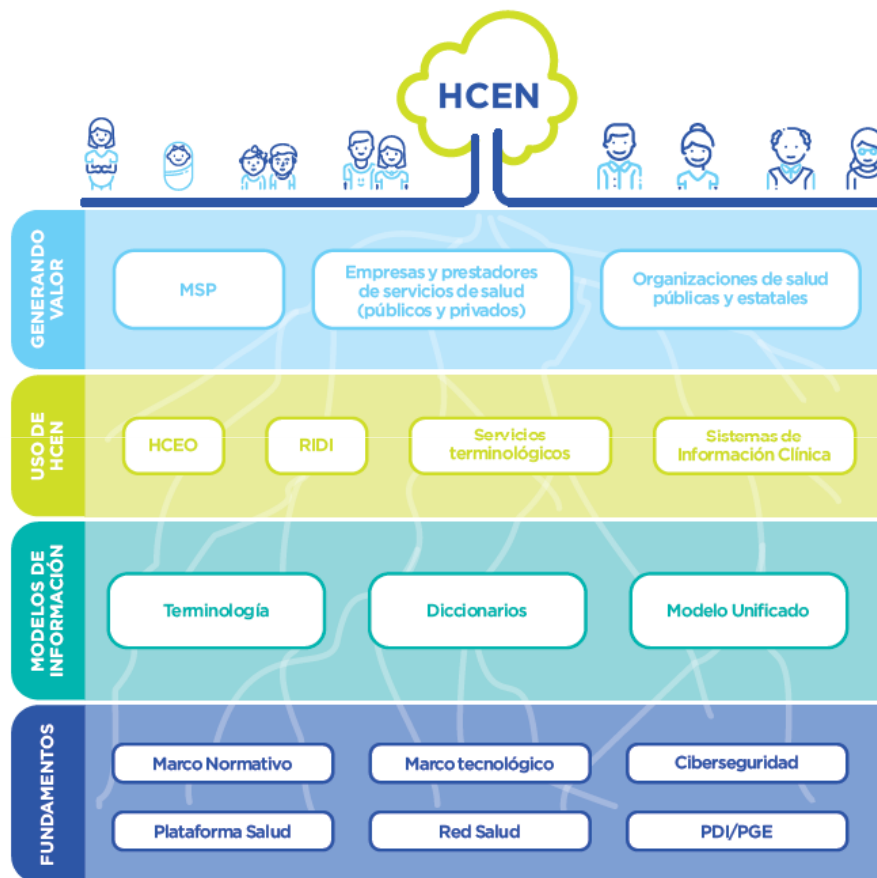 HCEN
GENERANDO
VALOR
MSP
Empresas y prestadores
de servicios de salud
(públicos y privados)
Organizaciones de salud
públicas y estatales
USO DE
HCEN
HCEO
RIDI
Servicios
terminológicos
Sistemas de
Información Clínica
MODELOS DE
INFORMACIÓN
Terminología
Diccionarios
Modelo Unificado
FUNDAMENTOS
Marco Normativo
Marco tecnológico
Ciberseguridad
Plataforma Salud
Red Salud
PDI/PGE